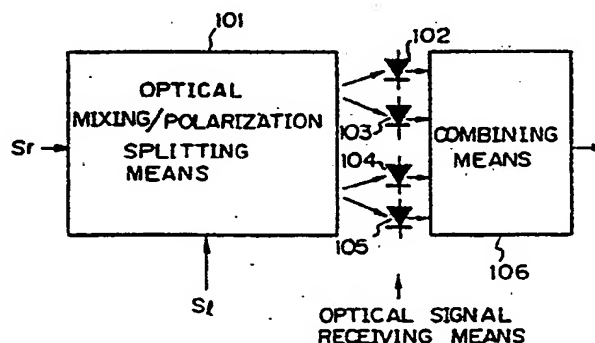 101
OPTICAL
MIXING/POLARIZATION
SPLITTING
MEANS
Sr
Sℓ
102
103
104
105
COMBINING
MEANS
106
OPTICAL SIGNAL
RECEIVING MEANS